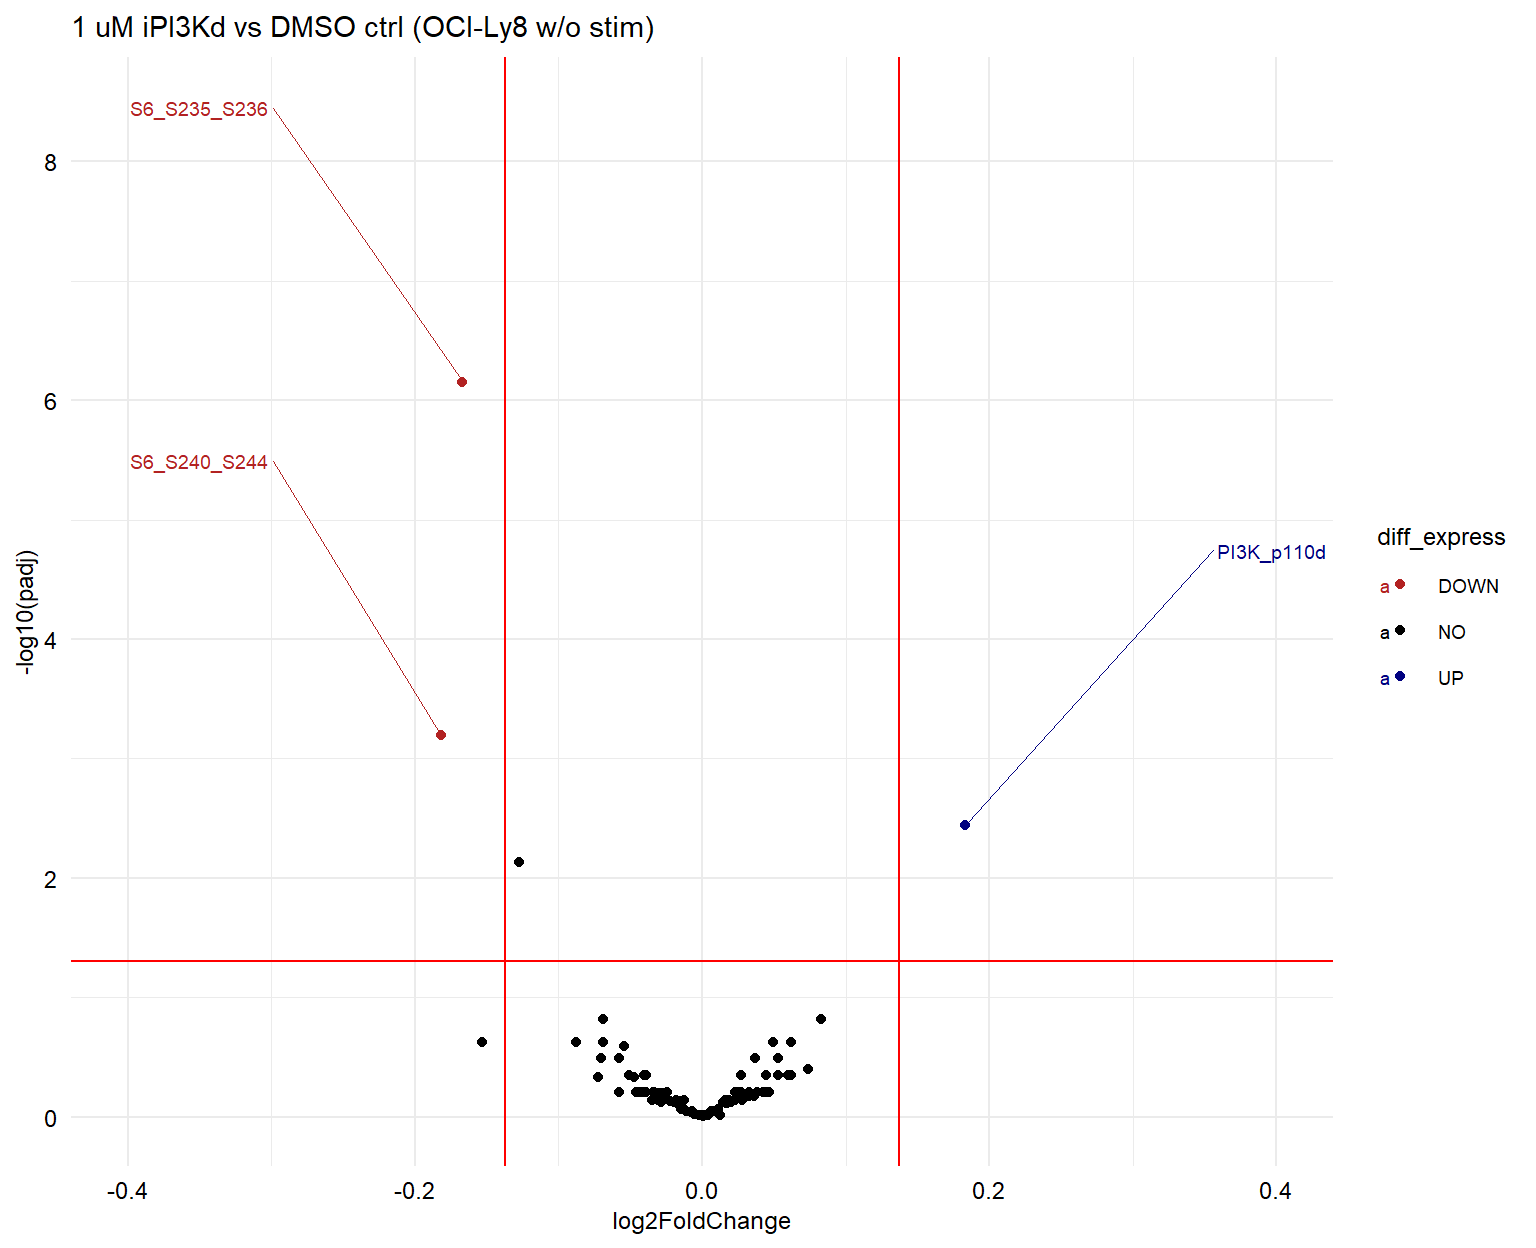 1 uM iPI3Kd vs DMSO ctrl (OCI-Ly8 w/o stim)
S6_S235_S236
8
6
S6_S240_S244
PI3K_p110d
-log10(padj)
4
2
0
-0.4
-0.2
0.0
0.2
0.4
log2FoldChange
diff_express
a DOWN
a NO
a UP